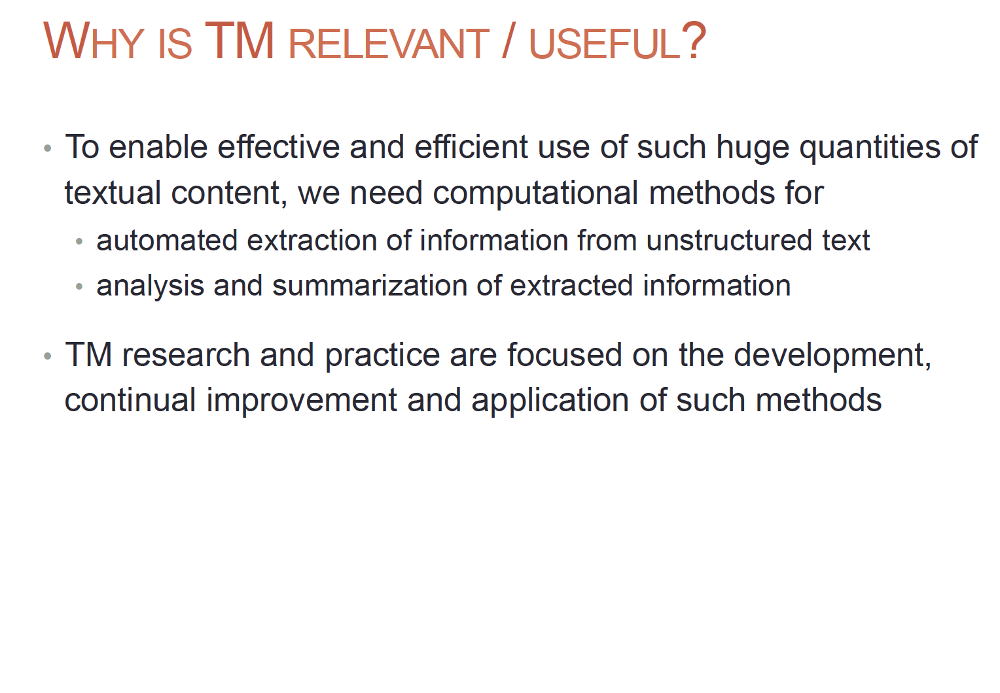 WHY IS TM RELEVANT / USEFUL?
• To enable effective and efficient use of such huge quantities of
textual content, we need computational methods for
• automated extraction of information from unstructured text
• analysis and summarization of extracted information
• TM research and practice are focused on the development,
continual improvement and application of such methods